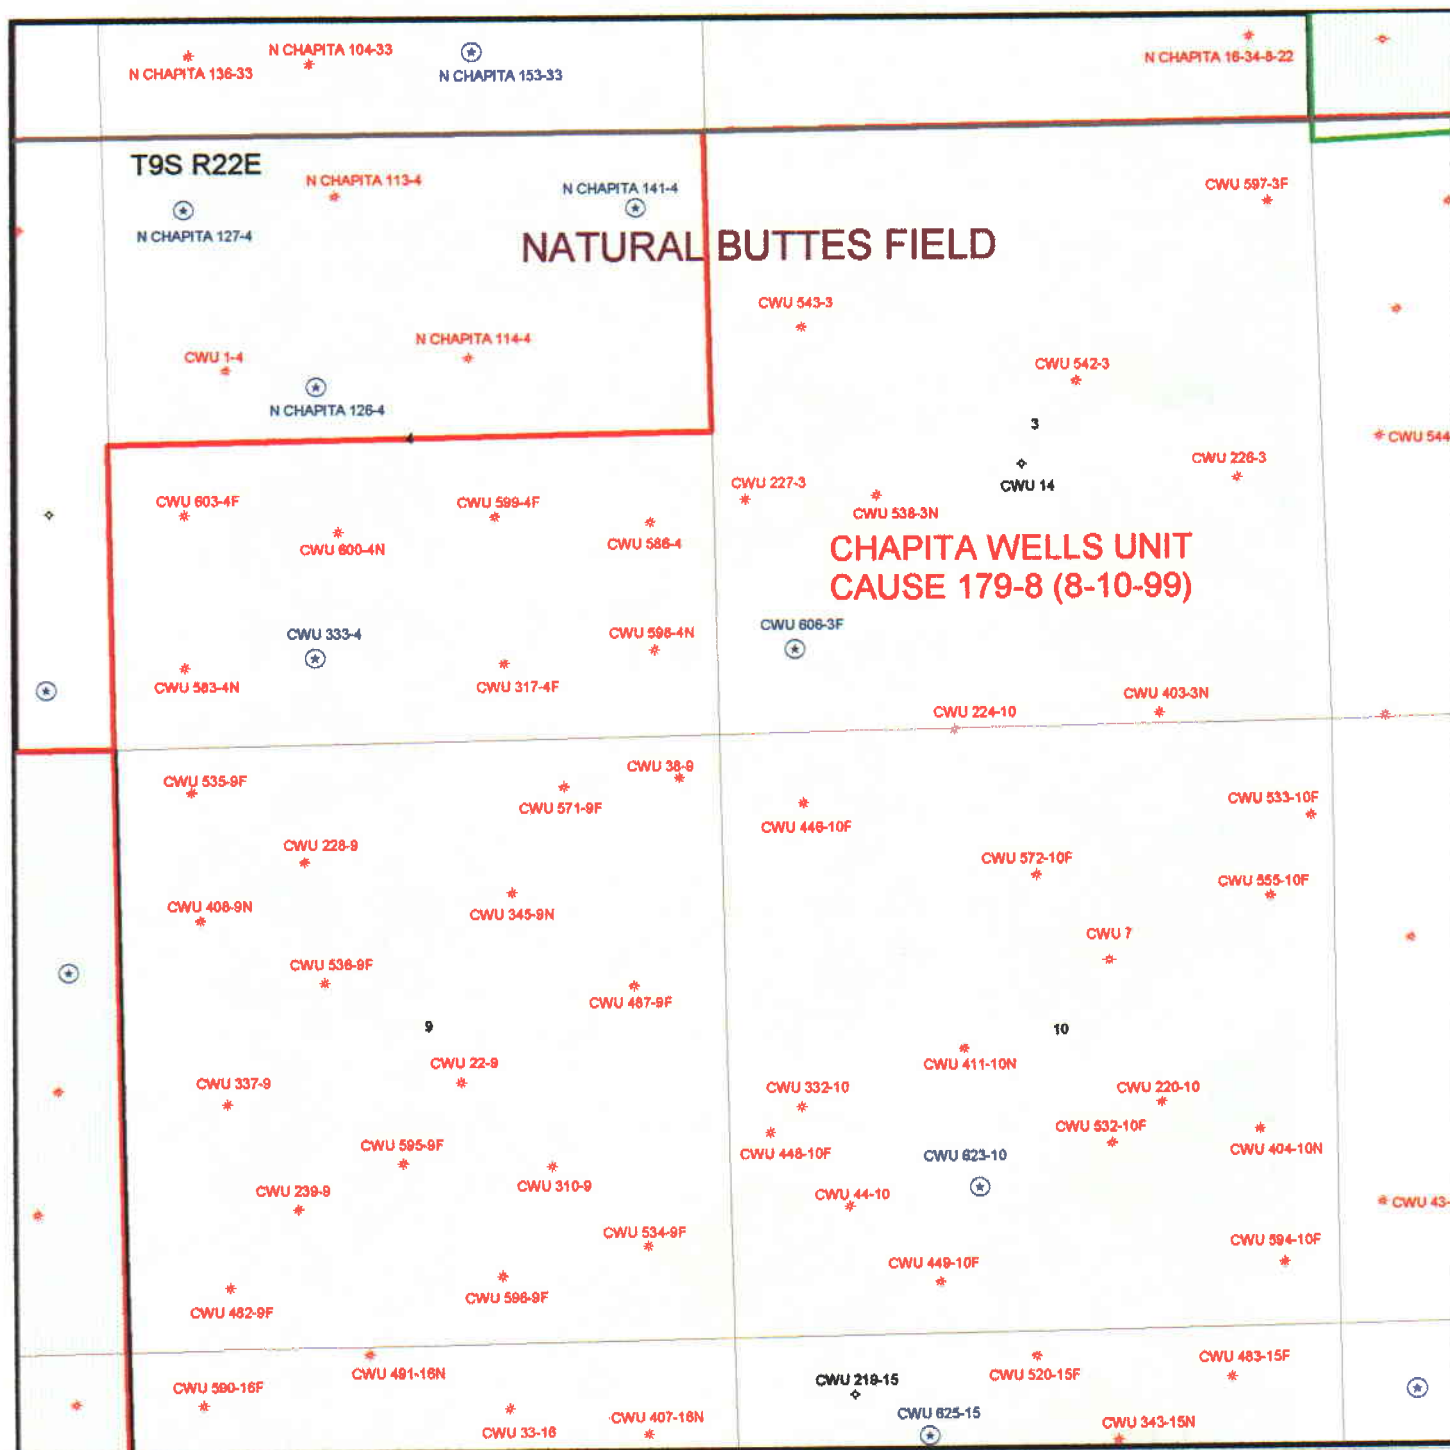 N CHAPITA 136-33
N CHAPITA 104-33
N CHAPITA 153-33
N CHAPITA 16-34-8-22
T9S R22E
N CHAPITA 113-4
N CHAPITA 141-4
CWU 597-3F
N CHAPITA 127-4
NATURAL BUTTES FIELD
CWU 543-3
N CHAPITA 114-4
CWU 1-4
CWU 542-3
N CHAPITA 126-4
3
4
CWU 544
CWU 226-3
CWU 227-3
CWU 14
CWU 603-4F
CWU 599-4F
CWU 538-3N
CWU 600-4N
CWU 586-4
CHAPITA WELLS UNIT
CAUSE 179-8 (8-10-99)
CWU 333-4
CWU 598-4N
CWU 606-3F
CWU 583-4N
CWU 317-4F
CWU 224-10
CWU 403-3N
CWU 535-9F
CWU 38-9
CWU 571-9F
CWU 446-10F
CWU 533-10F
CWU 228-9
CWU 572-10F
CWU 555-10F
CWU 408-9N
CWU 345-9N
CWU 7
CWU 536-9F
CWU 487-9F
9
10
CWU 22-9
CWU 411-10N
CWU 337-9
CWU 332-10
CWU 220-10
CWU 595-9F
CWU 448-10F
CWU 532-10F
CWU 404-10N
CWU 623-10
CWU 310-9
CWU 239-9
CWU 44-10
CWU 43-
CWU 534-9F
CWU 594-10F
CWU 449-10F
CWU 596-9F
CWU 482-9F
CWU 491-16N
CWU 219-15
CWU 520-15F
CWU 483-15F
CWU 590-16F
CWU 33-16
CWU 407-16N
CWU 625-15
CWU 343-15N